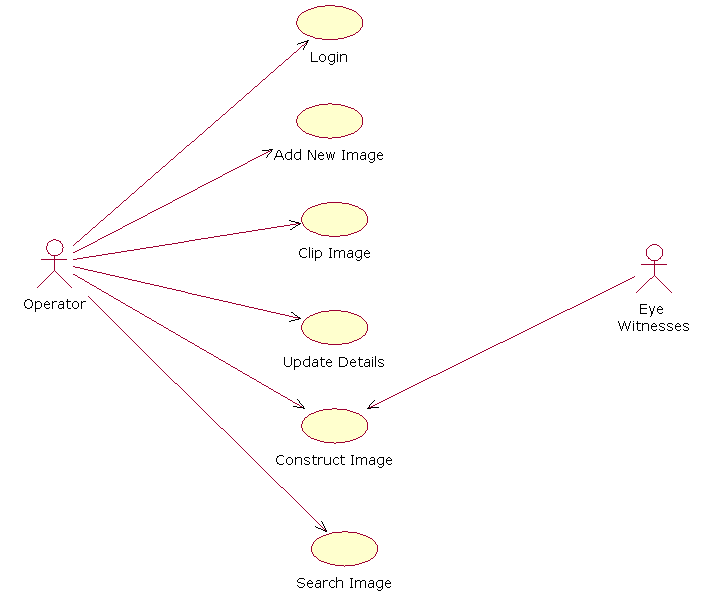 Login
Add New Image
Clip Image
Operator
Eye
Witnesses
Update Details
Construct Image
Search Image